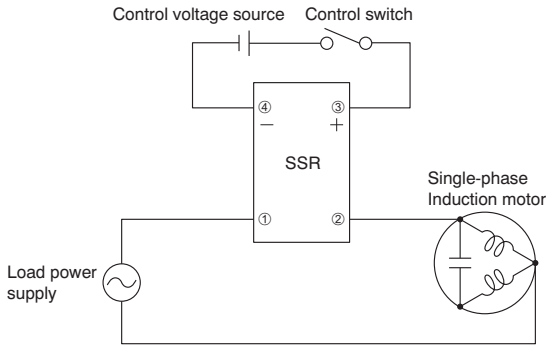 Control voltage source
Control switch
④
③
−
+
SSR
①
②
Single-phase
Induction motor
Load power
supply